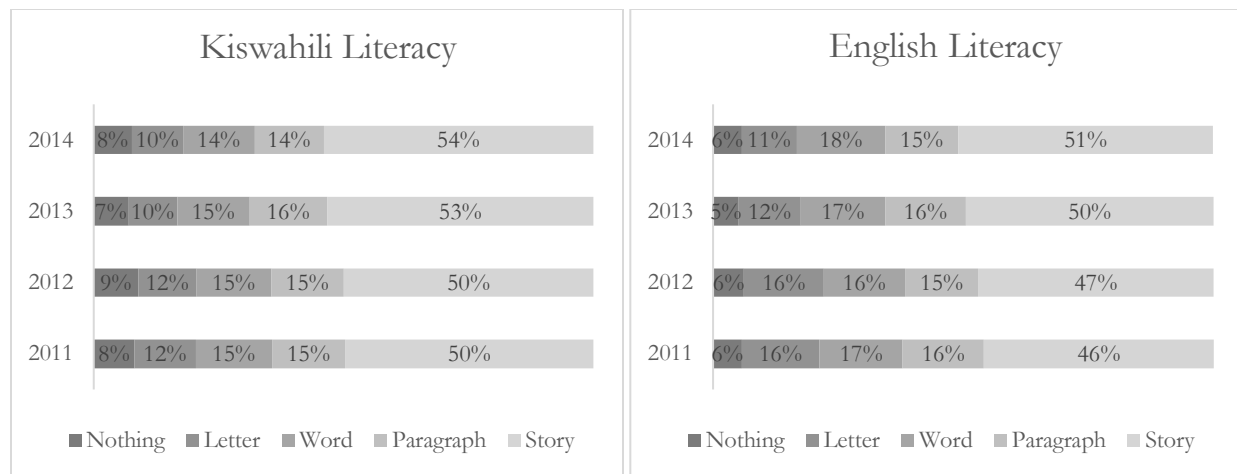 Kiswahili Literacy
2014 8% 10% 14% 14% 54%
2013 7% 10% 15% 16% 53%
2012 9% 12% 15% 15% 50%
2011 8% 12% 15% 15% 50%
Nothing Letter Word Paragraph Story
English Literacy
2014 6% 11% 18% 15% 51%
2013 5% 12% 17% 16% 50%
2012 6% 16% 16% 15% 47%
2011 6% 16% 17% 16% 46%
Nothing Letter Word Paragraph Story